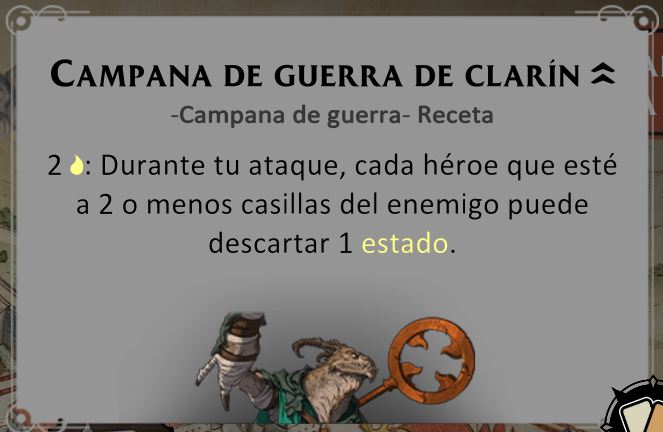 CAMPANA DE GUERRA DE CLARÍN
-Campana de guerra- Receta
2 : Durante tu ataque, cada héroe que esté
a 2 o menos casillas del enemigo puede
descartar 1 estado.